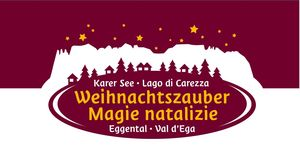 Karer See • Lago di Carezza
Weihnachtszauber
Magie natalizie
Eggental • Val d'Ega